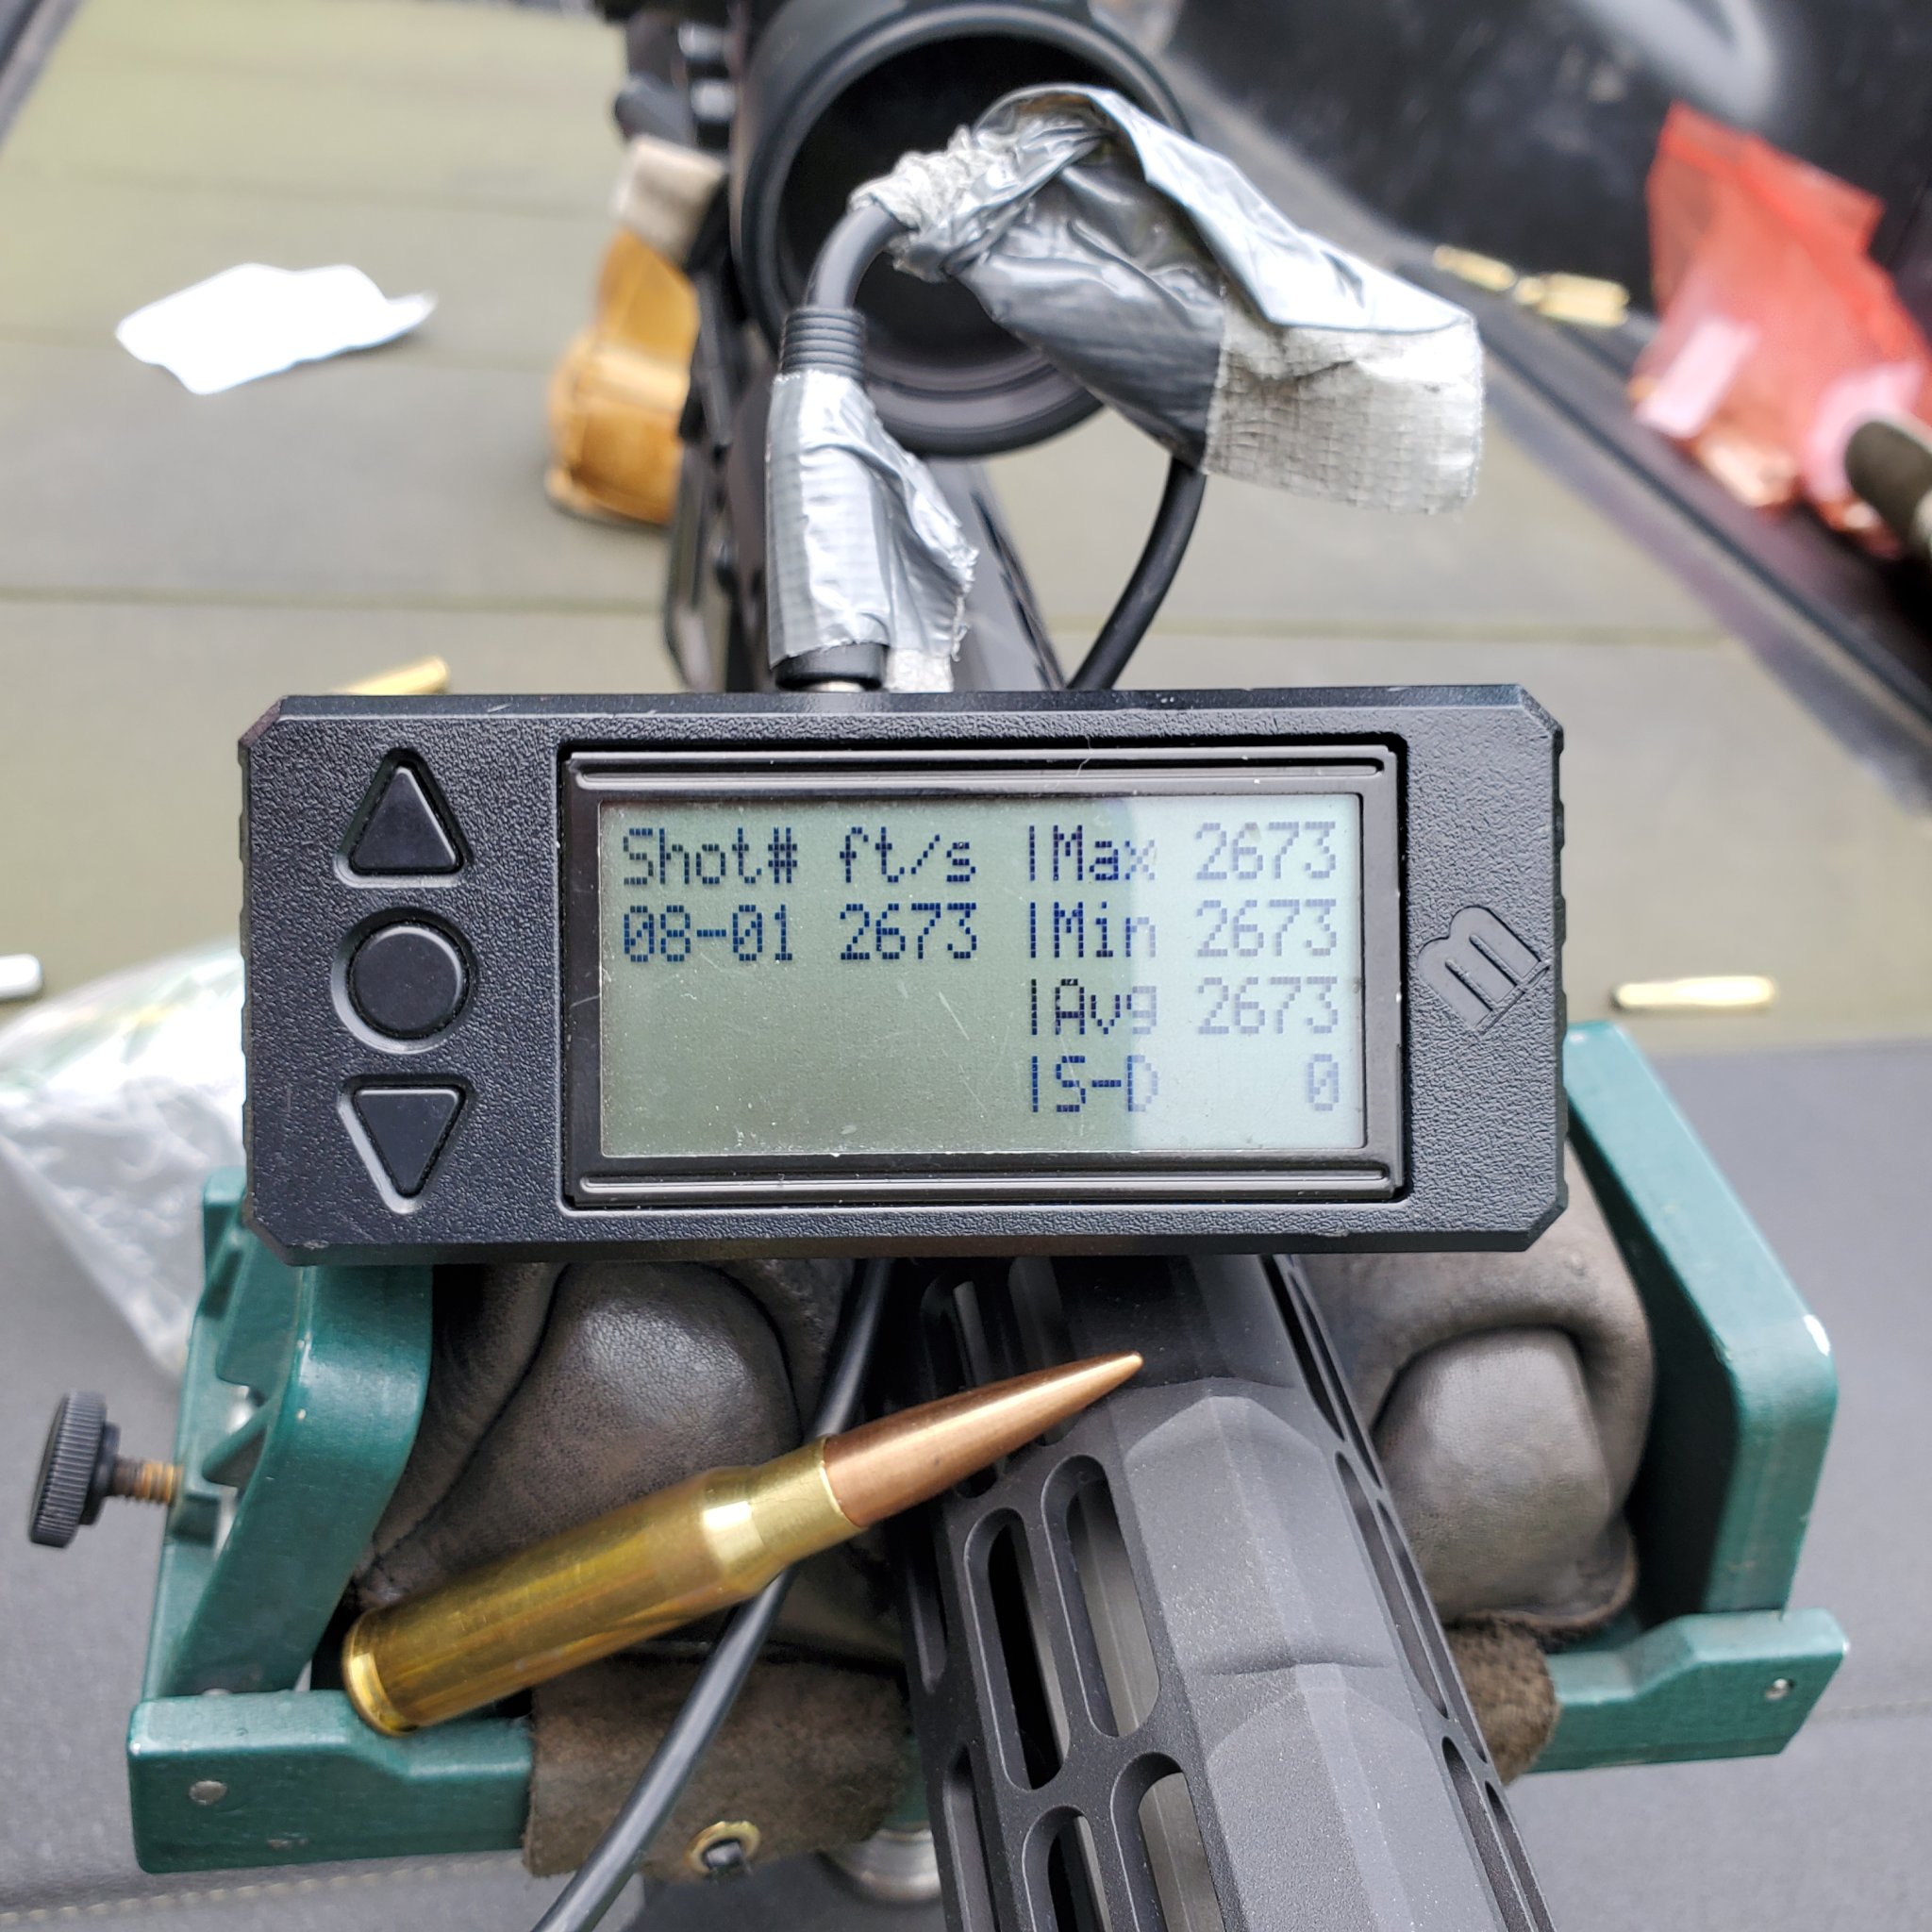 Shot# ft/s |Max 2673
08-01 2673 |Min 2673
|Avg 2673
|S-D 0